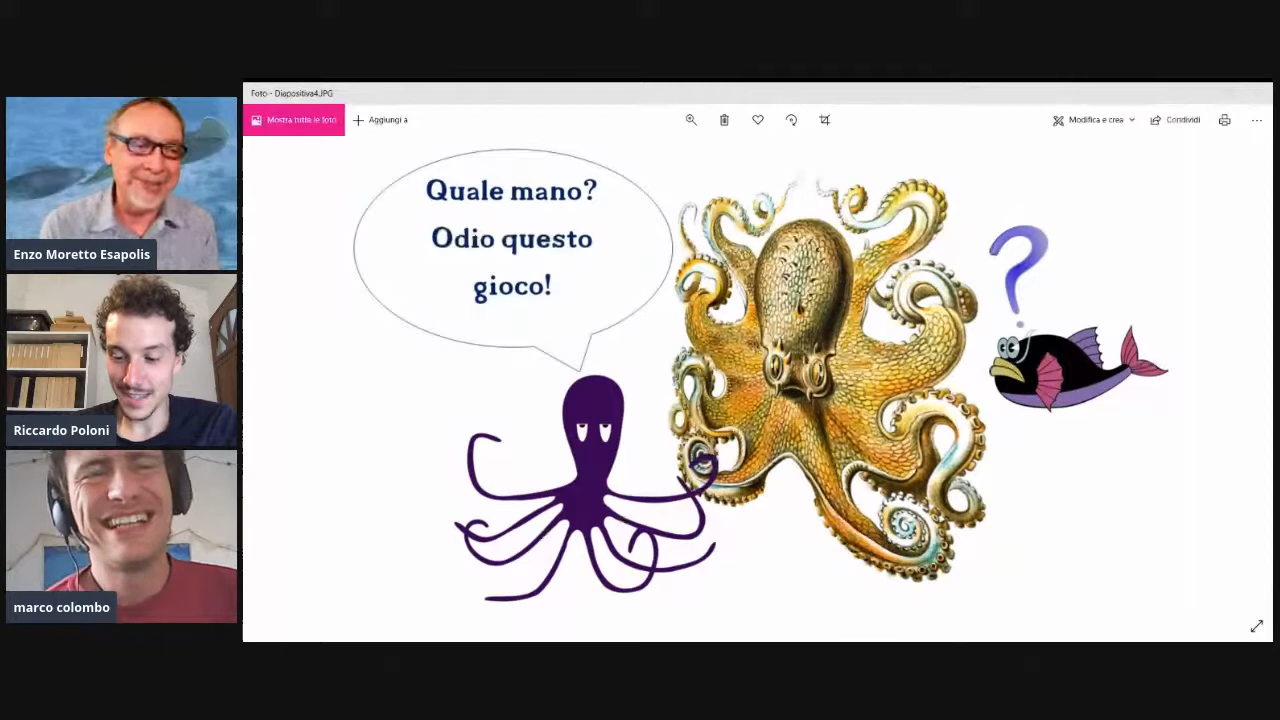 Foto - Diapositiva4.JPG
Mostra tutte le foto
Aggiungi a
Modifica e crea
Condividi
Quale mano?
Odio questo
gioco!
Enzo Moretto Esapolis
Riccardo Poloni
marco colombo